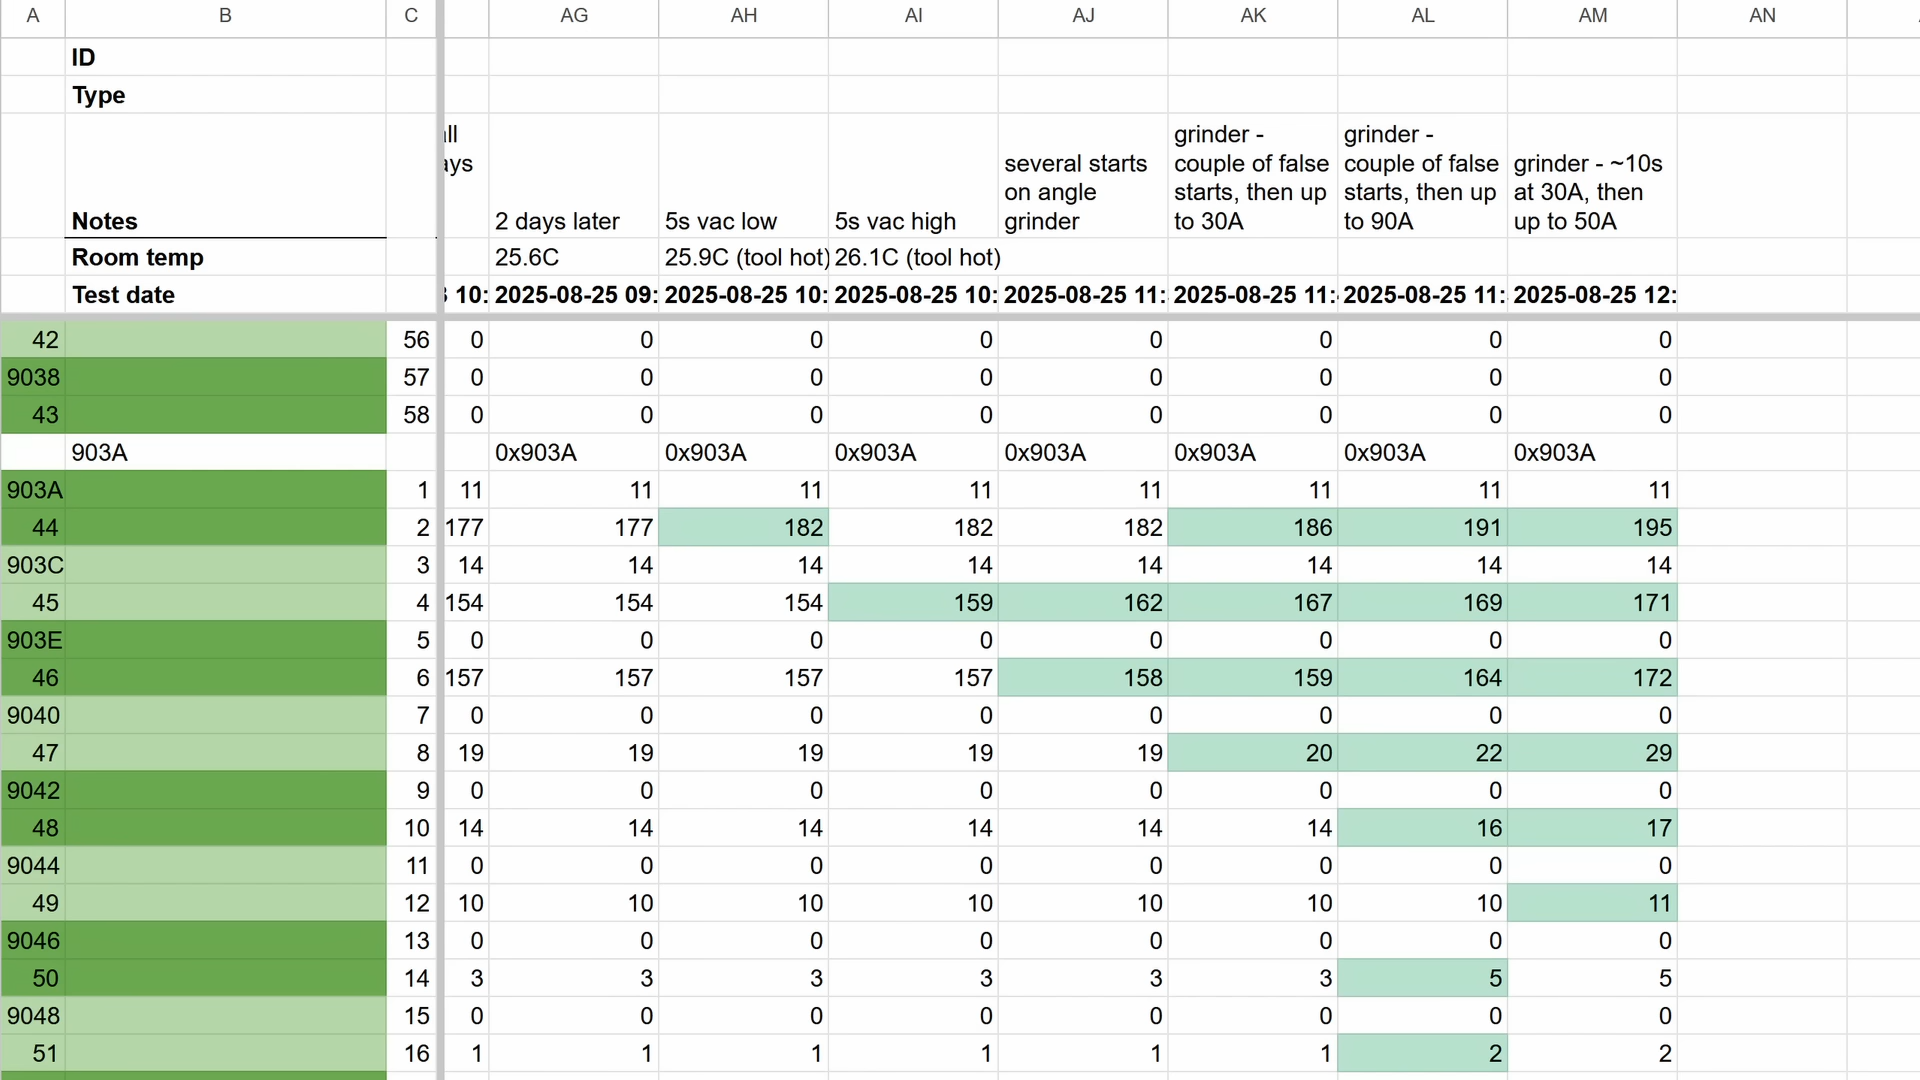 A B C AG AH AI AJ AK AL AM AN
ID
Type
ll grinder - grinder -
ays several starts couple of false couple of false grinder - ~10s
on angle starts, then up starts, then up at 30A, then
Notes 2 days later 5s vac low 5s vac high grinder to 30A to 90A up to 50A
Room temp 25.6C 25.9C (tool hot) 26.1C (tool hot)
Test date 10: 2025-08-25 09: 2025-08-25 10: 2025-08-25 10: 2025-08-25 11: 2025-08-25 11: 2025-08-25 11: 2025-08-25 12:
42 56 0 0 0 0 0 0 0 0
9038 57 0 0 0 0 0 0 0 0
43 58 0 0 0 0 0 0 0 0
903A 0x903A 0x903A 0x903A 0x903A 0x903A 0x903A 0x903A
903A 1 11 11 11 11 11 11 11 11
44 2 177 177 182 182 182 186 191 195
903C 3 14 14 14 14 14 14 14 14
45 4 154 154 154 159 162 167 169 171
903E 5 0 0 0 0 0 0 0 0
46 6 157 157 157 157 158 159 164 172
9040 7 0 0 0 0 0 0 0 0
47 8 19 19 19 19 19 20 22 29
9042 9 0 0 0 0 0 0 0 0
48 10 14 14 14 14 14 14 16 17
9044 11 0 0 0 0 0 0 0 0
49 12 10 10 10 10 10 10 10 11
9046 13 0 0 0 0 0 0 0 0
50 14 3 3 3 3 3 3 5 5
9048 15 0 0 0 0 0 0 0 0
51 16 1 1 1 1 1 1 2 2